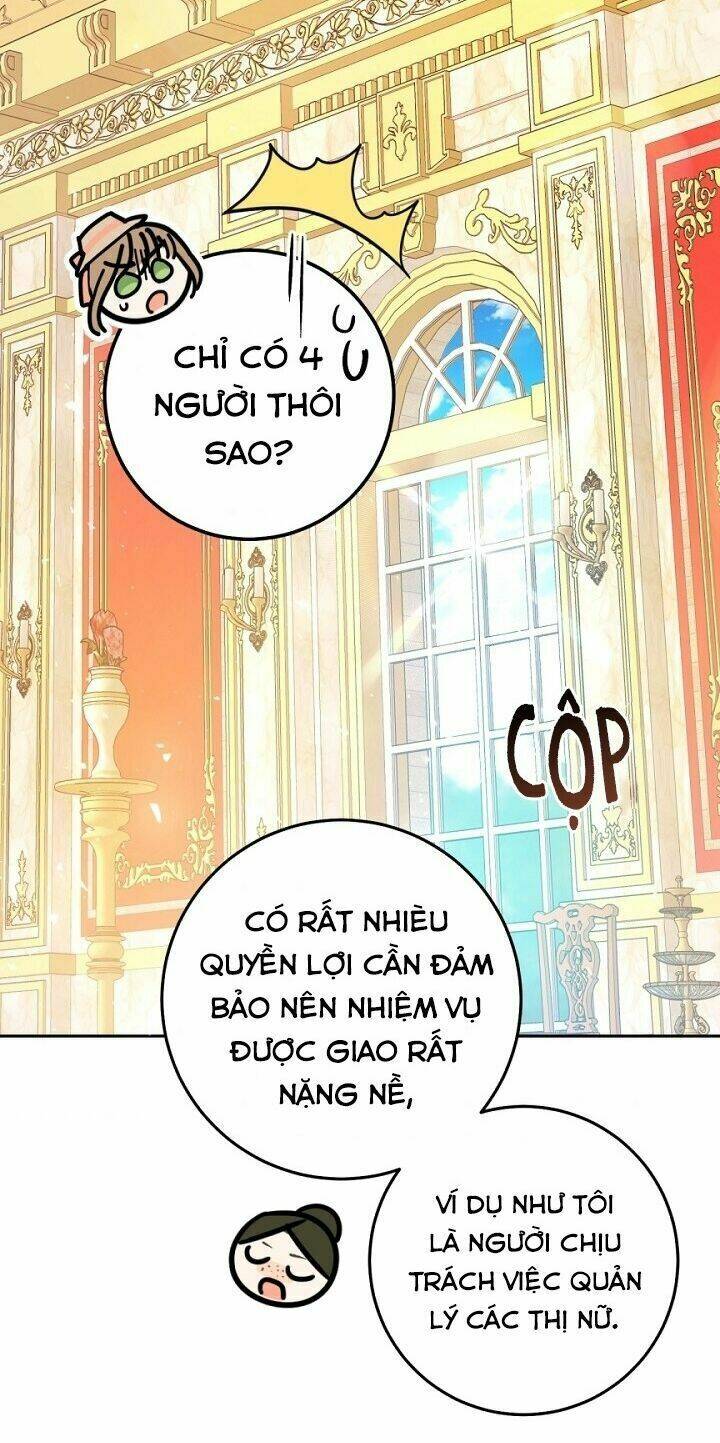 CHỈ CÓ 4
NGƯỜI THÔI
SAO?
CỘP
CÓ RẤT NHIÈU
QUYỀN LỢI CẦN ĐẢM
BẢO NÊN NHIỆM VỤ
ĐƯỢC GIAO RẤT
NẶNG NỀ,
VÍ DỤ NHƯ TÔI
LÀ NGƯỜI CHỊU
TRÁCH VIỆC QUẢN
LÝ CÁC THỊ NỮ.